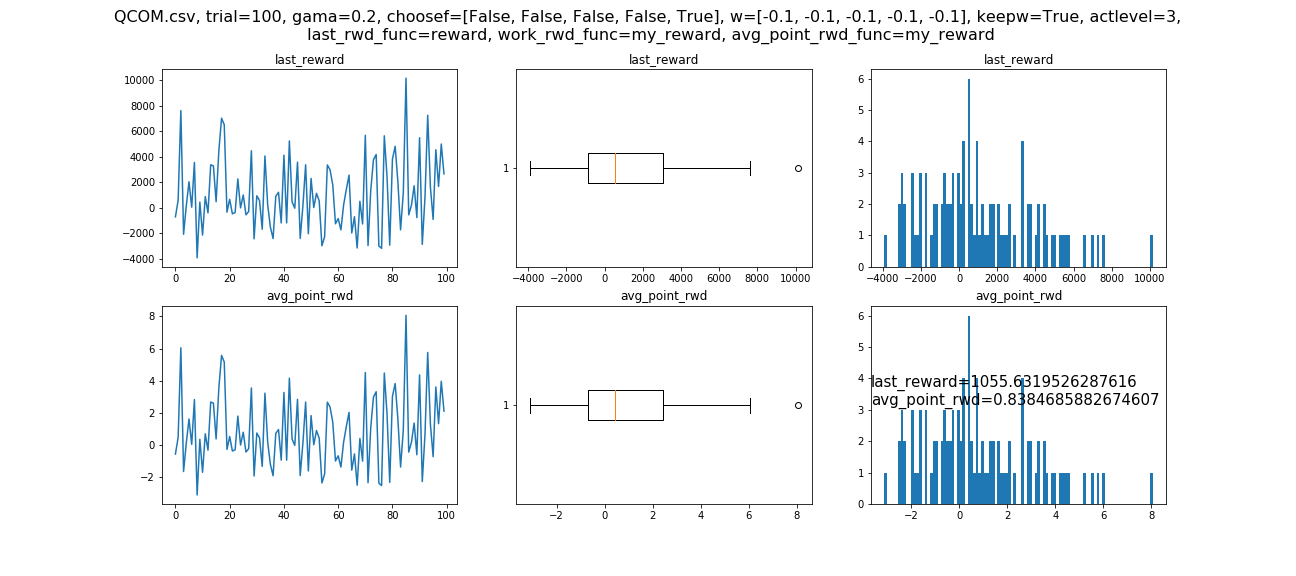 QCOM.csv, trial=100, gama=0.2, choosef=[False, False, False, False, True], w=[-0.1, -0.1, -0.1, -0.1, -0.1], keepw=True, actlevel=3,
last_rwd_func=reward, work_rwd_func=my_reward, avg_point_rwd_func=my_reward
last_reward
10000
8000
6000
4000
2000
0
−2000
−4000
0 20 40 60 80 100
last_reward
1
−4000 −2000 0 2000 4000 6000 8000 10000
last_reward
6
5
4
3
2
1
0
−4000 −2000 0 2000 4000 6000 8000 10000
avg_point_rwd
8
6
4
2
0
−2
0 20 40 60 80 100
avg_point_rwd
1
−2 0 2 4 6 8
avg_point_rwd
6
5
4
3
2
1
0
−2 0 2 4 6 8
last_reward=1055.6319526287616
avg_point_rwd=0.8384685882674607